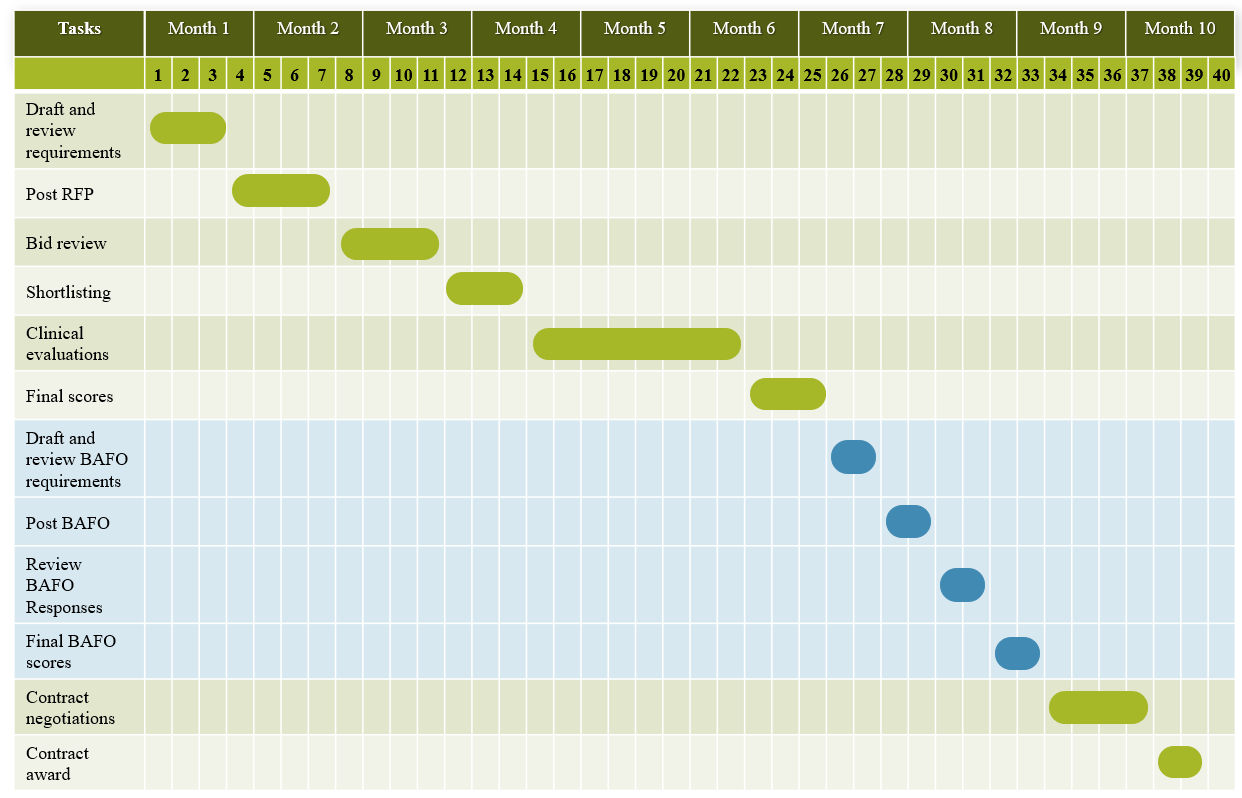 Tasks Month 1 Month 2 Month 3 Month 4 Month 5 Month 6 Month 7 Month 8 Month 9 Month 10
1 2 3 4 5 6 7 8 9 10 11 12 13 14 15 16 17 18 19 20 21 22 23 24 25 26 27 28 29 30 31 32 33 34 35 36 37 38 39 40
Draft and
review
requirements
Post RFP
Bid review
Shortlisting
Clinical
evaluations
Final scores
Draft and
review BAFO
requirements
Post BAFO
Review
BAFO
Responses
Final BAFO
scores
Contract
negotiations
Contract
award